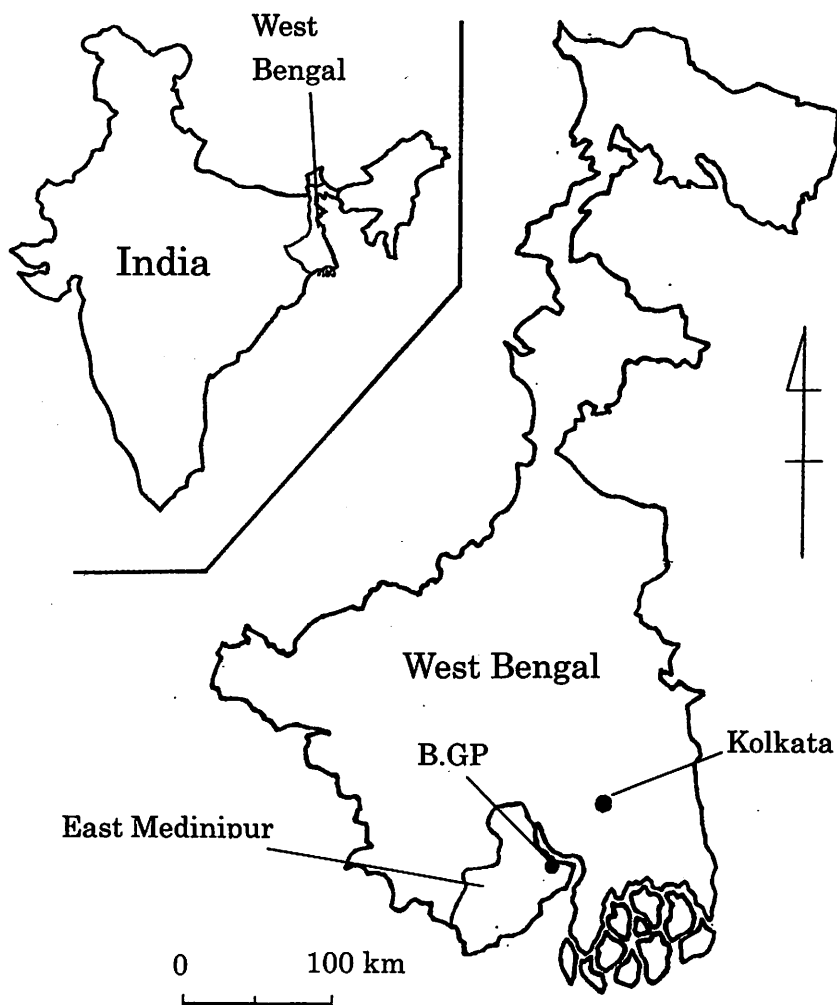 West
Bengal
India
West Bengal
B.GP
Kolkata
East Medinipur
0 100 km